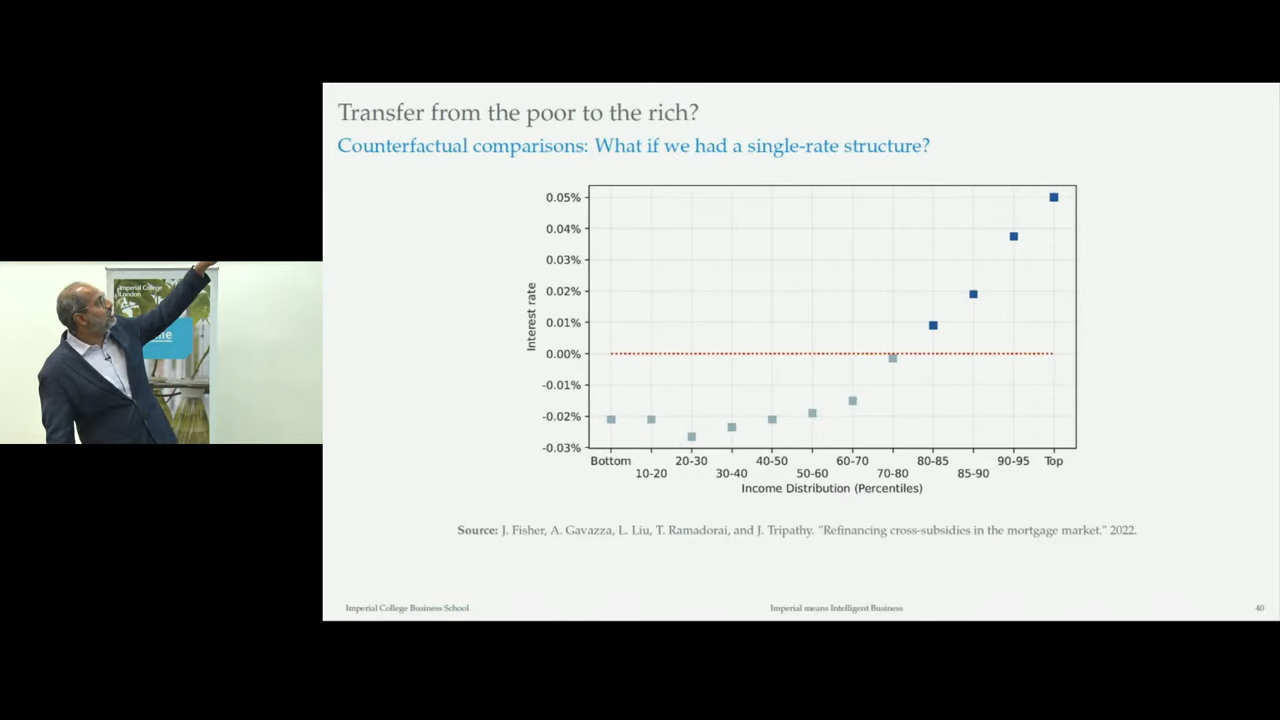 Transfer from the poor to the rich?
Counterfactual comparisons: What if we had a single-rate structure?
0.05%
0.04%
0.03%
0.02%
0.01%
0.00%
-0.01%
-0.02%
-0.03%
Interest rate
Bottom
10-20
20-30
30-40
40-50
50-60
60-70
70-80
80-85
85-90
90-95
Top
Income Distribution (Percentiles)
Source: J. Fisher, A. Gavazza, L. Liu, T. Ramadorai, and J. Tripathy. "Refinancing cross-subsidies in the mortgage market." 2022.
Imperial College Business School
Imperial means Intelligent Business
40
Imperial College
London